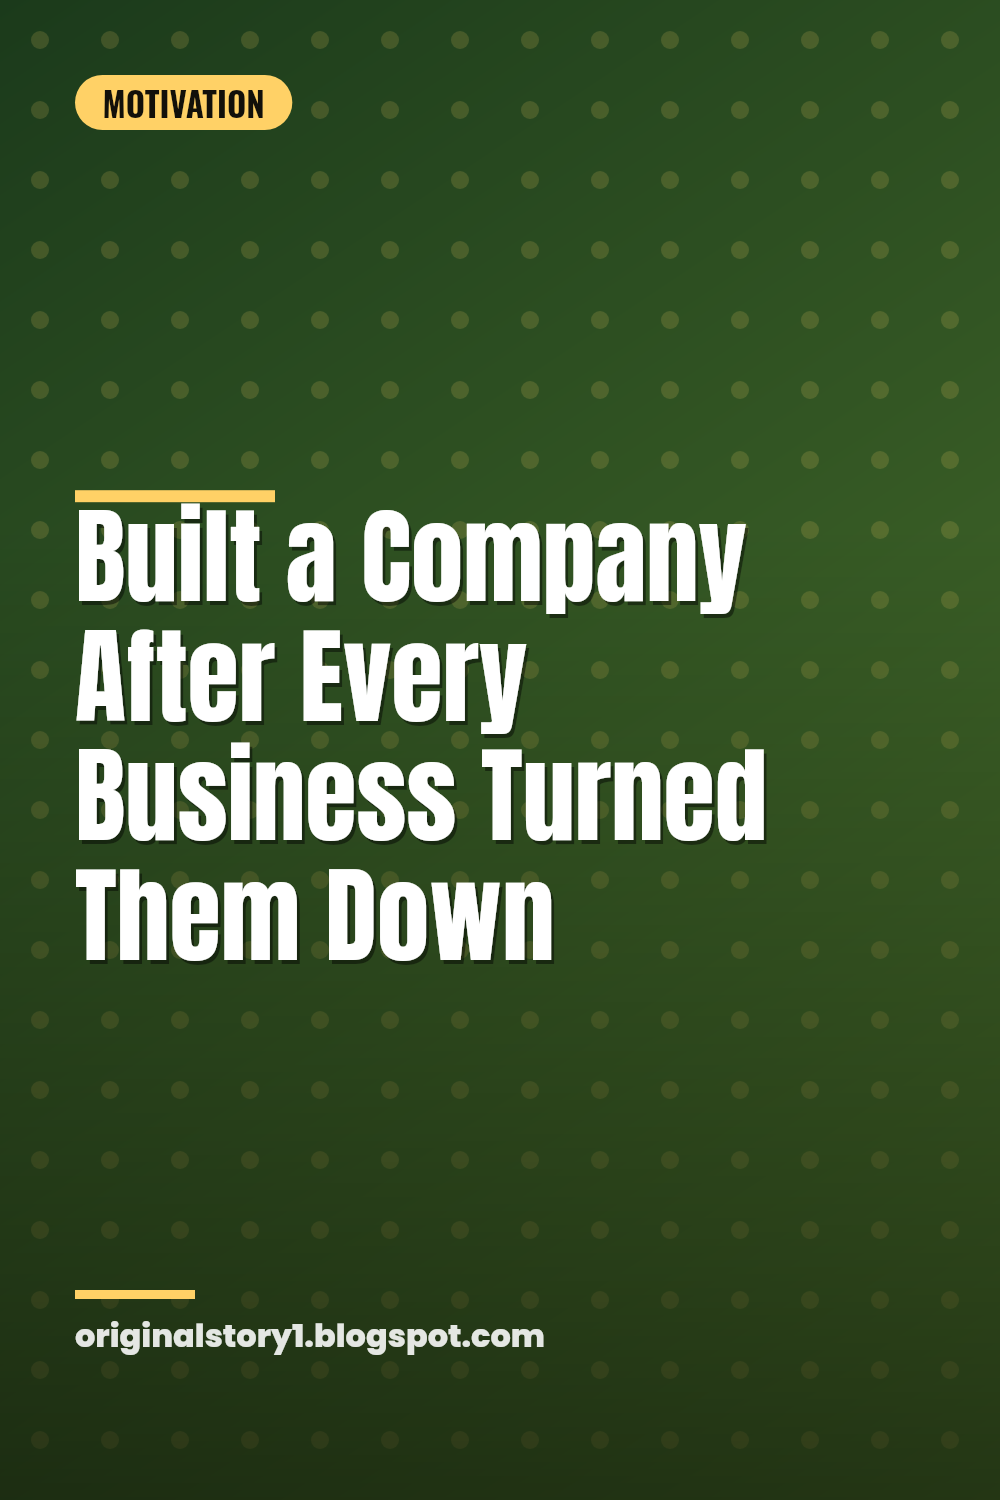 MOTIVATION
Built a Company
After Every
Business Turned
Them Down
originalstory1.blogspot.com